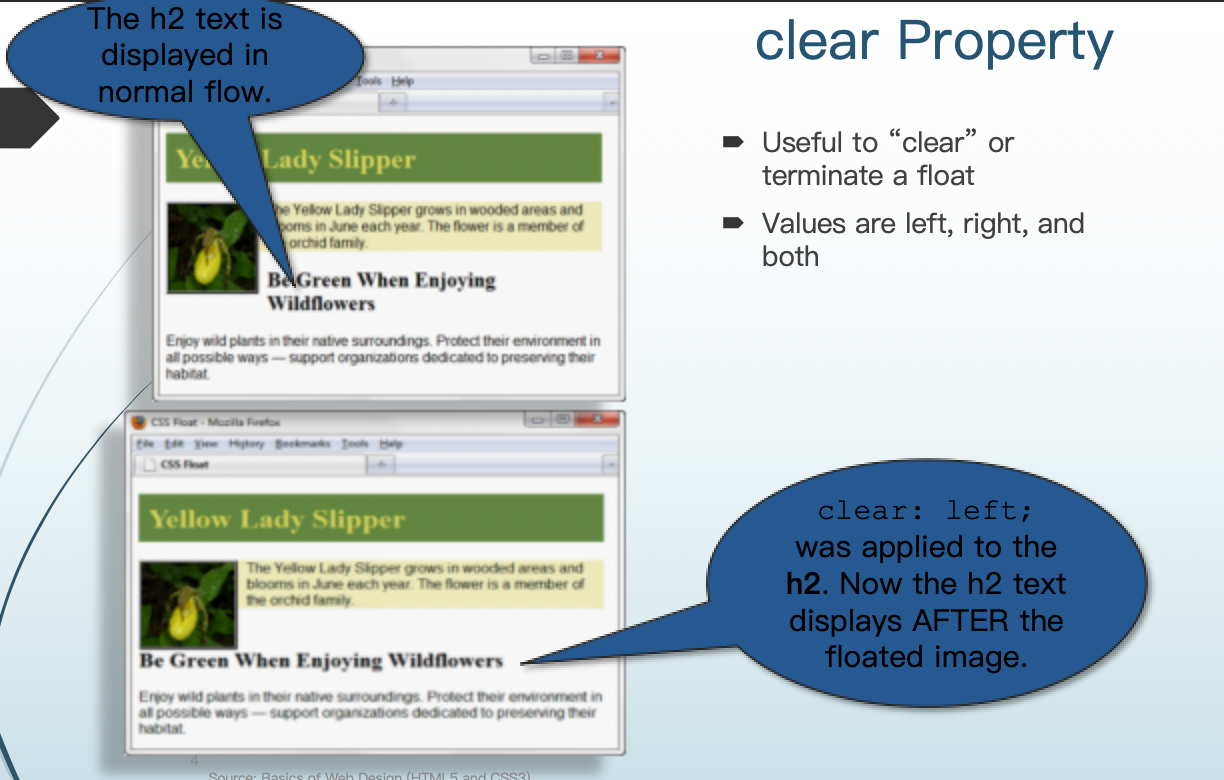 The h2 text is
displayed in
normal flow.
clear Property
Useful to “clear” or
terminate a float
Values are left, right, and
both
Tools Help
Lady Slipper
The Yellow Lady Slipper grows in wooded areas and
blooms in June each year. The flower is a member of
orchid family.
Be Green When Enjoying
Wildflowers
Enjoy wild plants in their native surroundings. Protect their environment in
all possible ways — support organizations dedicated to preserving their
habitat.
CSS Float - Mozilla Firefox
File Edit View History Bookmarks Tools Help
CSS Float
Yellow Lady Slipper
The Yellow Lady Slipper grows in wooded areas and
blooms in June each year. The flower is a member of
the orchid family.
Be Green When Enjoying Wildflowers
Enjoy wild plants in their native surroundings. Protect their environment in
all possible ways — support organizations dedicated to preserving their
habitat.
clear: left;
was applied to the
h2. Now the h2 text
displays AFTER the
floated image.
4
Source: Basics of Web Design (HTML5 and CSS3)